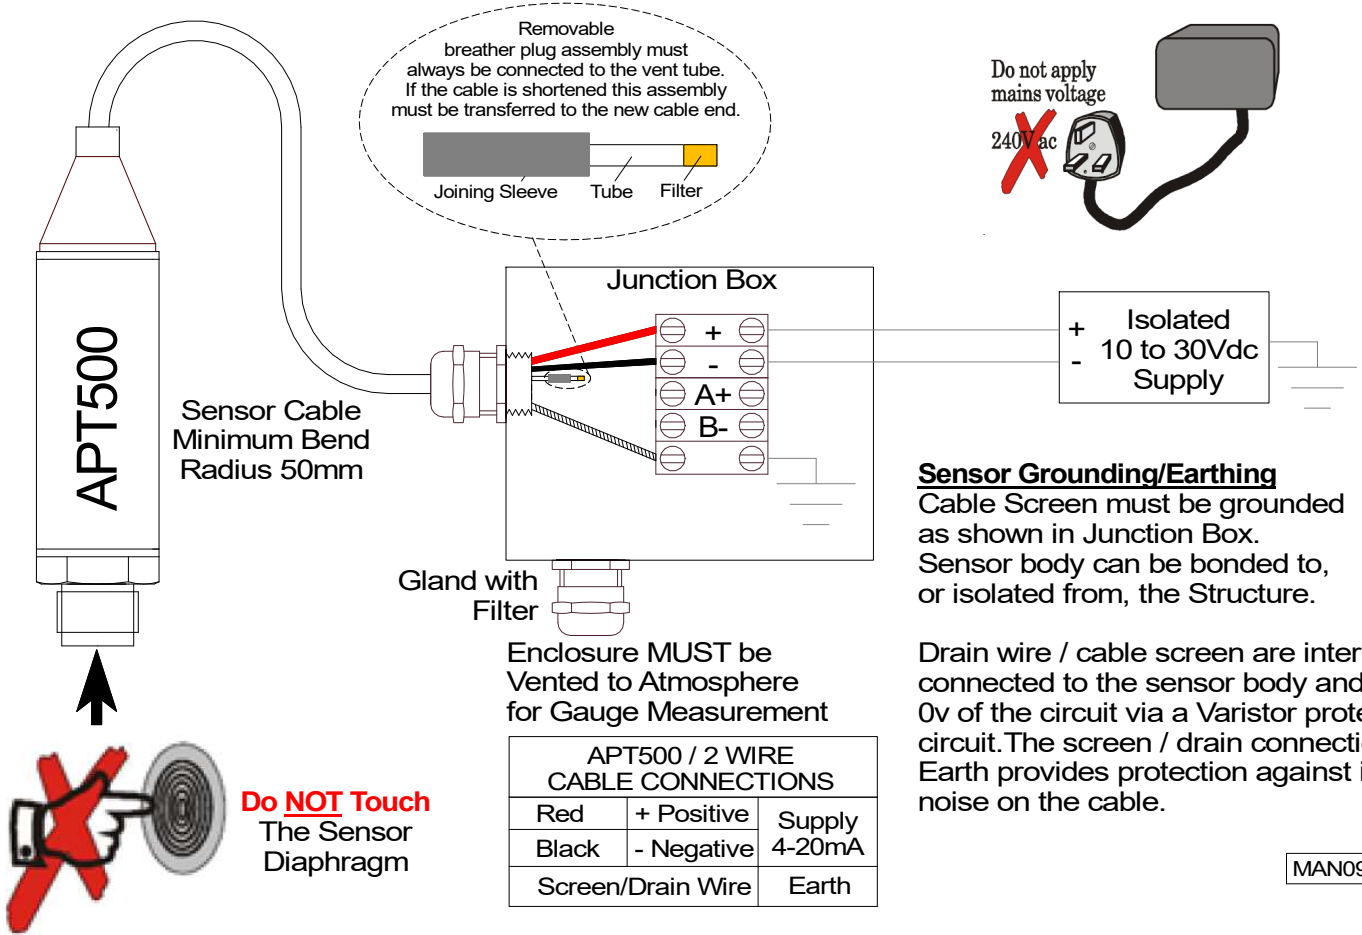 Removable
breather plug assembly must
always be connected to the vent tube.
If the cable is shortened this assembly
must be transferred to the new cable end.
Joining Sleeve
Tube
Filter
Do not apply
mains voltage
240V ac
Junction Box
+
-
A+
B-
+
-
Isolated
10 to 30Vdc
Supply
APT500
Sensor Cable
Minimum Bend
Radius 50mm
Gland with
Filter
Enclosure MUST be
Vented to Atmosphere
for Gauge Measurement
Sensor Grounding/Earthing
Cable Screen must be grounded
as shown in Junction Box.
Sensor body can be bonded to,
or isolated from, the Structure.
Drain wire / cable screen are inter
connected to the sensor body and
0v of the circuit via a Varistor prote
circuit.The screen / drain connecti
Earth provides protection against i
noise on the cable.
Do NOT Touch
The Sensor
Diaphragm
APT500 / 2 WIRE
CABLE CONNECTIONS
Red + Positive
Black - Negative
Supply
4-20mA
Screen/Drain Wire Earth
MAN09